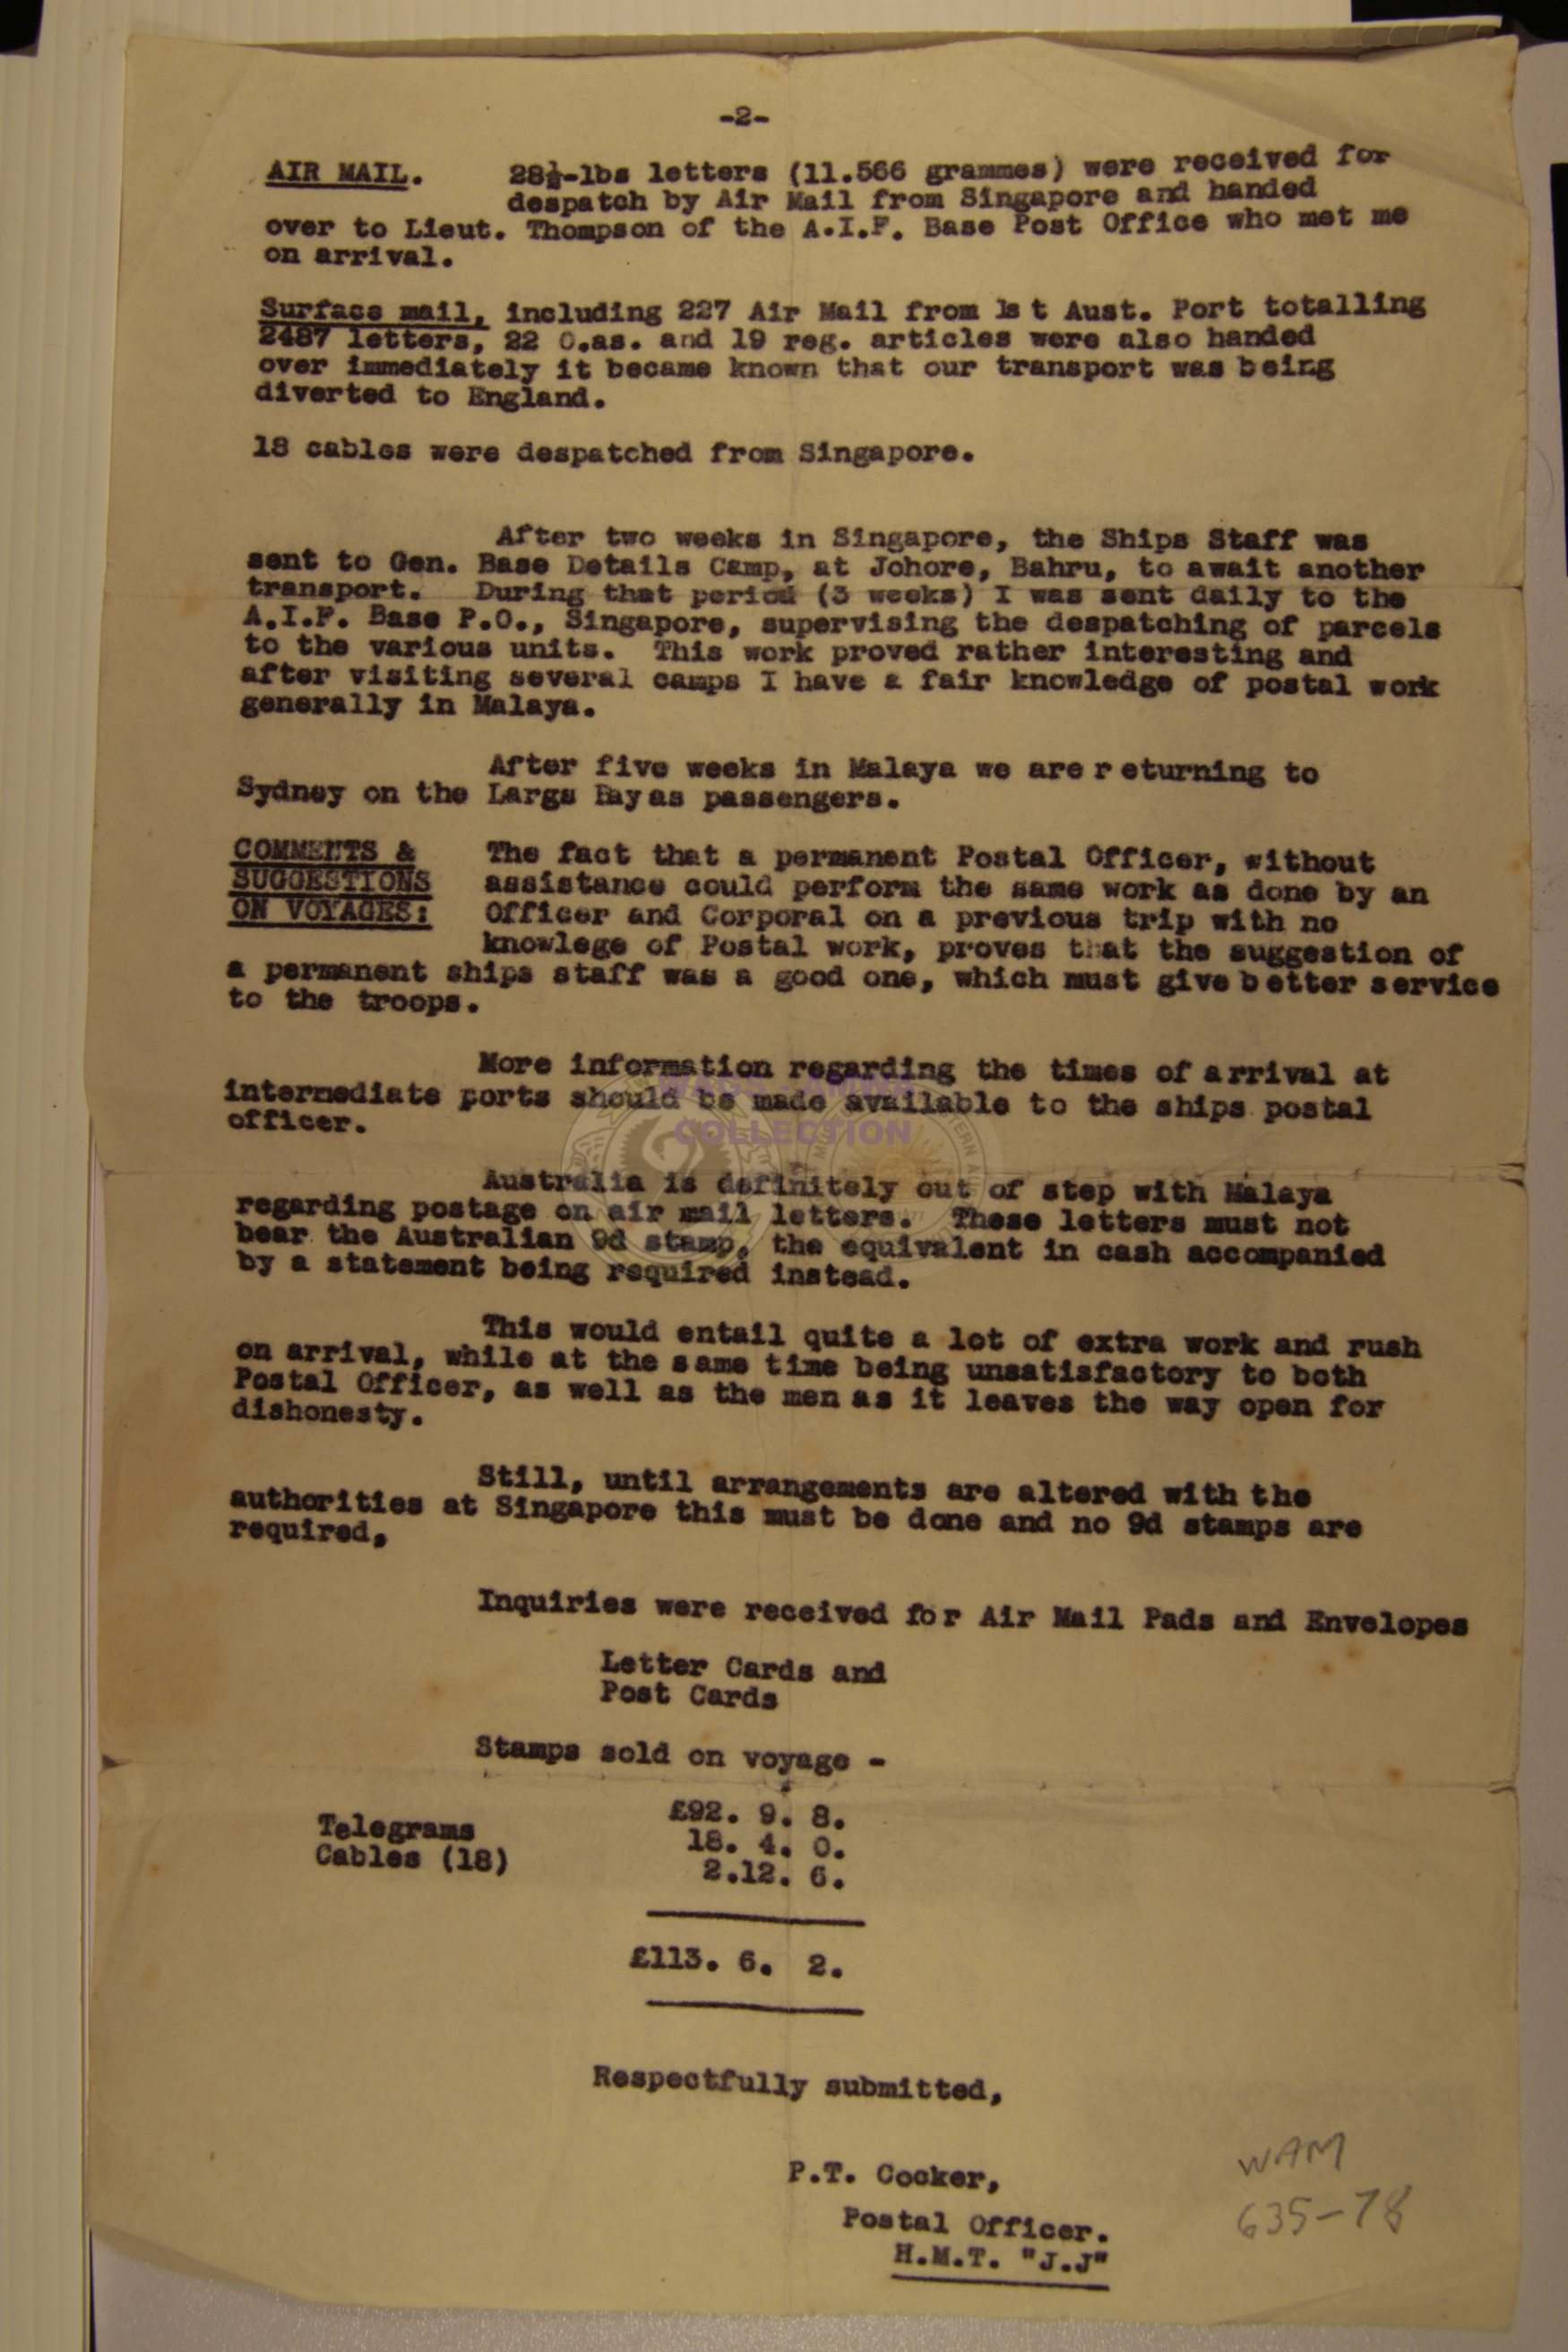 -2-
AIR MAIL. 28½-lbs letters (11.566 grammes) were received for
despatch by Air Mail from Singapore and handed
over to Lieut. Thompson of the A.I.F. Base Post Office who met me
on arrival.
Surface mail, including 227 Air Mail from 1st Aust. Port totalling
2487 letters, 22 O.as. and 19 reg. articles were also handed
over immediately it became known that our transport was being
diverted to England.
18 cables were despatched from Singapore.
After two weeks in Singapore, the Ships Staff was
sent to Gen. Base Details Camp, at Johore, Bahru, to await another
transport. During that period (3 weeks) I was sent daily to the
A.I.F. Base P.O., Singapore, supervising the despatching of parcels
to the various units. This work proved rather interesting and
after visiting several camps I have a fair knowledge of postal work
generally in Malaya.
After five weeks in Malaya we are returning to
Sydney on the Largs Bay as passengers.
COMMENTS & The fact that a permanent Postal Officer, without
SUGGESTIONS assistance could perform the same work as done by an
ON VOYAGES: Officer and Corporal on a previous trip with no
knowlege of Postal work, proves that the suggestion of
a permanent ships staff was a good one, which must give better service
to the troops.
More information regarding the times of arrival at
intermediate ports should be made available to the ships postal
officer.
COLLECTION
Australia is definitely out of step with Malaya
regarding postage on air mail letters. These letters must not
bear the Australian 9d stamp, the equivalent in cash accompanied
by a statement being required instead.
This would entail quite a lot of extra work and rush
on arrival, while at the same time being unsatisfactory to both
Postal Officer, as well as the men as it leaves the way open for
dishonesty.
Still, until arrangements are altered with the
authorities at Singapore this must be done and no 9d stamps are
required.
Inquiries were received for Air Mail Pads and Envelopes
Letter Cards and
Post Cards
Stamps sold on voyage -
£92. 9. 8.
Telegrams 18. 4. 0.
Cables (18) 2.12. 6.
£113. 6. 2.
Respectfully submitted,
P.T. Cocker,
Postal Officer.
H.M.T. "J.J"
WAM
635-78